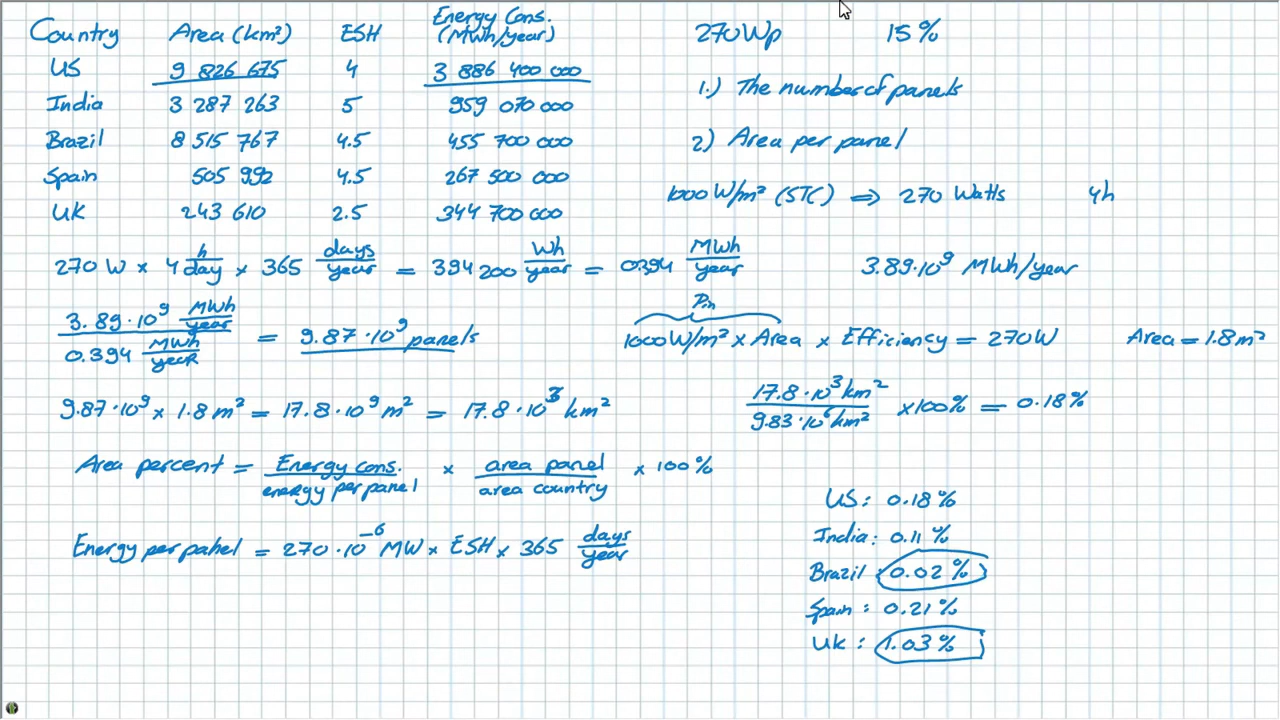 Country Area (km²) ESH Energy Cons. (MWh/year) 270Wp 15%
US 9 826 675 4 3 886 400 000
1.) The number of panels
India 3 287 263 5 959 070 000
Brazil 8 515 767 4.5 455 700 000
2) Area per panel
Spain 505 992 4.5 267 500 000
1000 W/m² (STC) ⇒ 270 Watts 4h
UK 243 610 2.5 344 700 000
270 W × 4 h/day × 365 days/year = 394 200 Wh/year = 0.394 MWh/year 3.89·10⁹ MWh/year
3.89·10⁹ MWh/year / 0.394 MWh/year = 9.87·10⁹ panels
Pin
1000W/m² × Area × Efficiency = 270W Area = 1.8m²
9.87·10⁹ × 1.8 m² = 17.8·10⁹ m² = 17.8·10³ km²
17.8·10³ km² / 9.83·10⁶ km² ×100% = 0.18%
Area percent = Energy cons. / energy per panel × area panel / area country × 100%
US: 0.18%
Energy per panel = 270·10⁻⁶ MW × ESH × 365 days/year
India: 0.11%
Brazil: 0.02%
Spain: 0.21%
UK: 1.03%